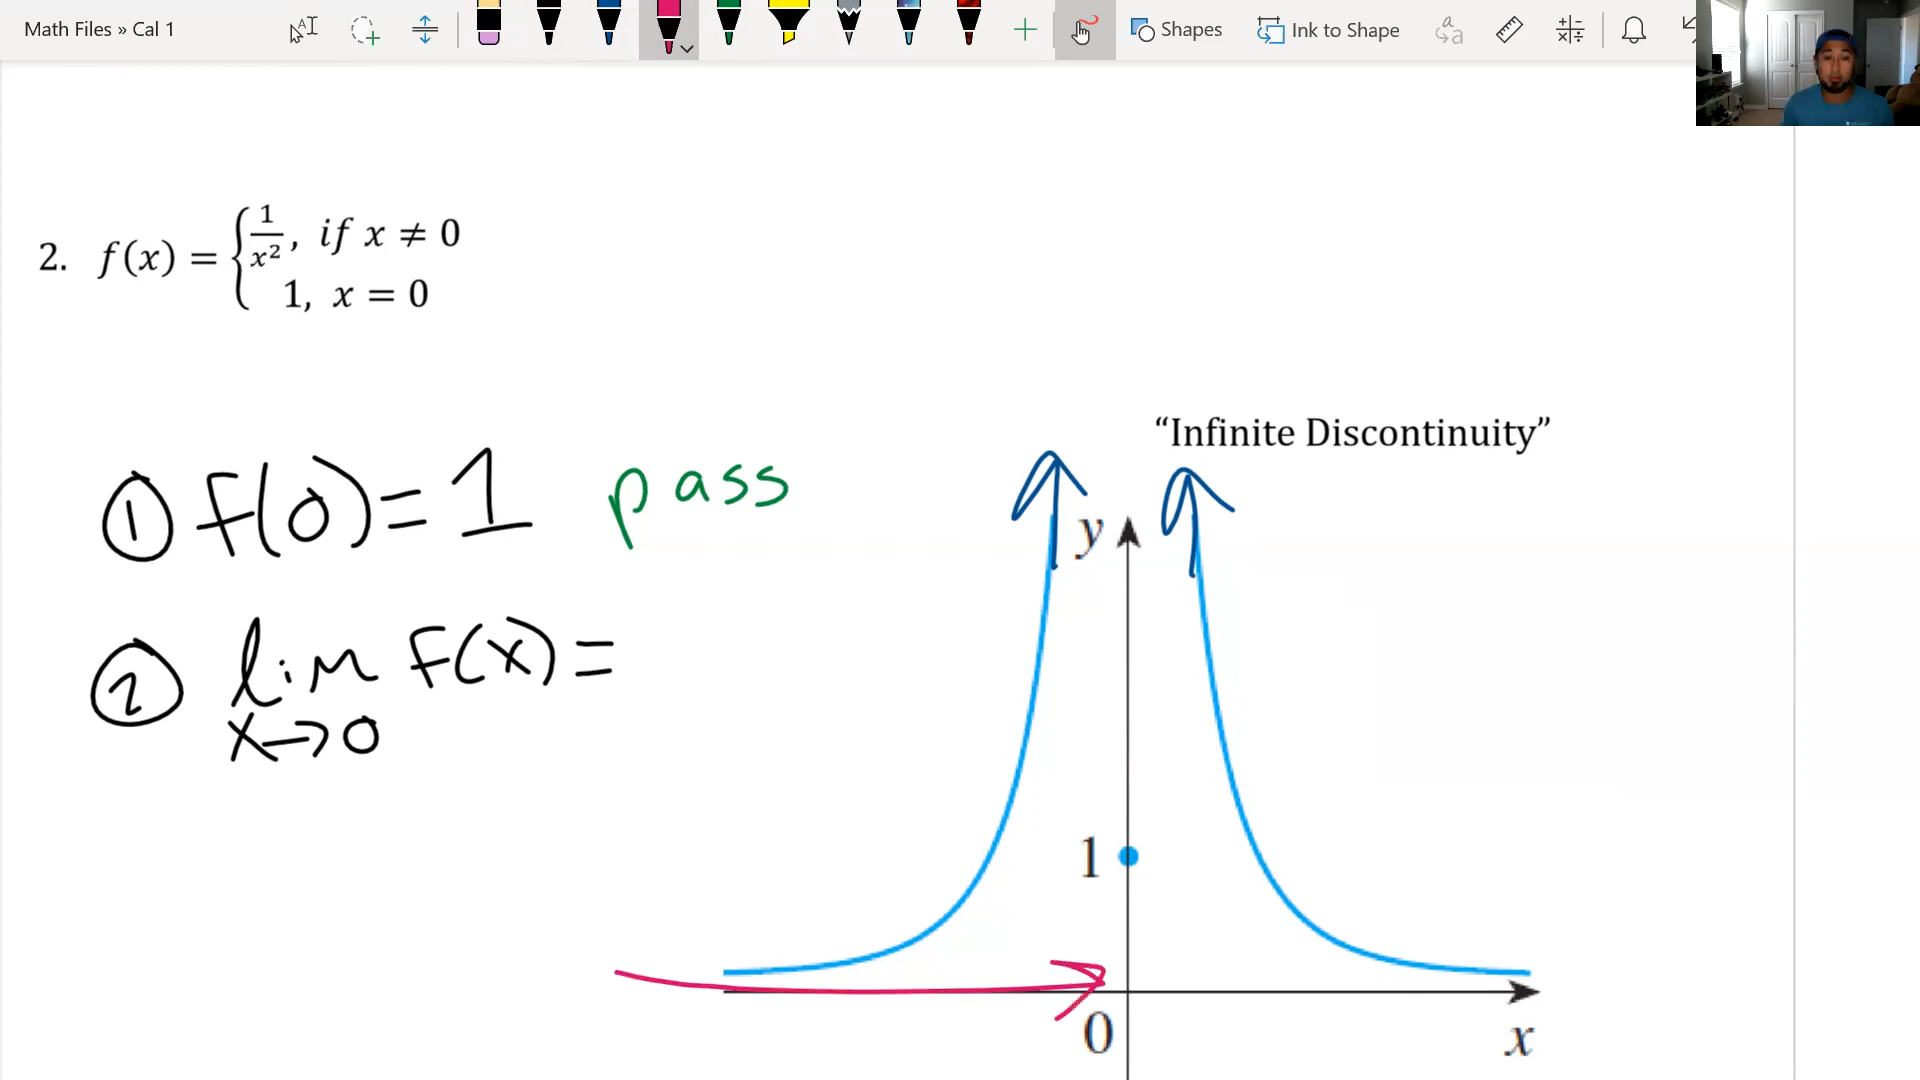 Math Files » Cal 1
Shapes
Ink to Shape
2. f(x) = { 1/x², if x ≠ 0
1, x = 0
"Infinite Discontinuity"
① f(0) = 1 pass
y
② lim f(x) =
x→0
1
0
x